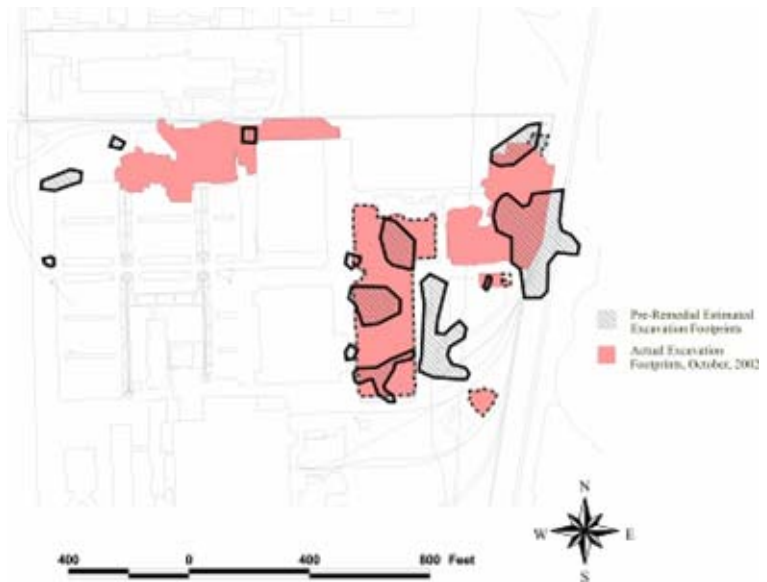 Pre-Remedial Estimated
Excavation Footprints
Actual Excavation
Footprints, October, 2002
N
W E
S
400 0 400 800 Feet